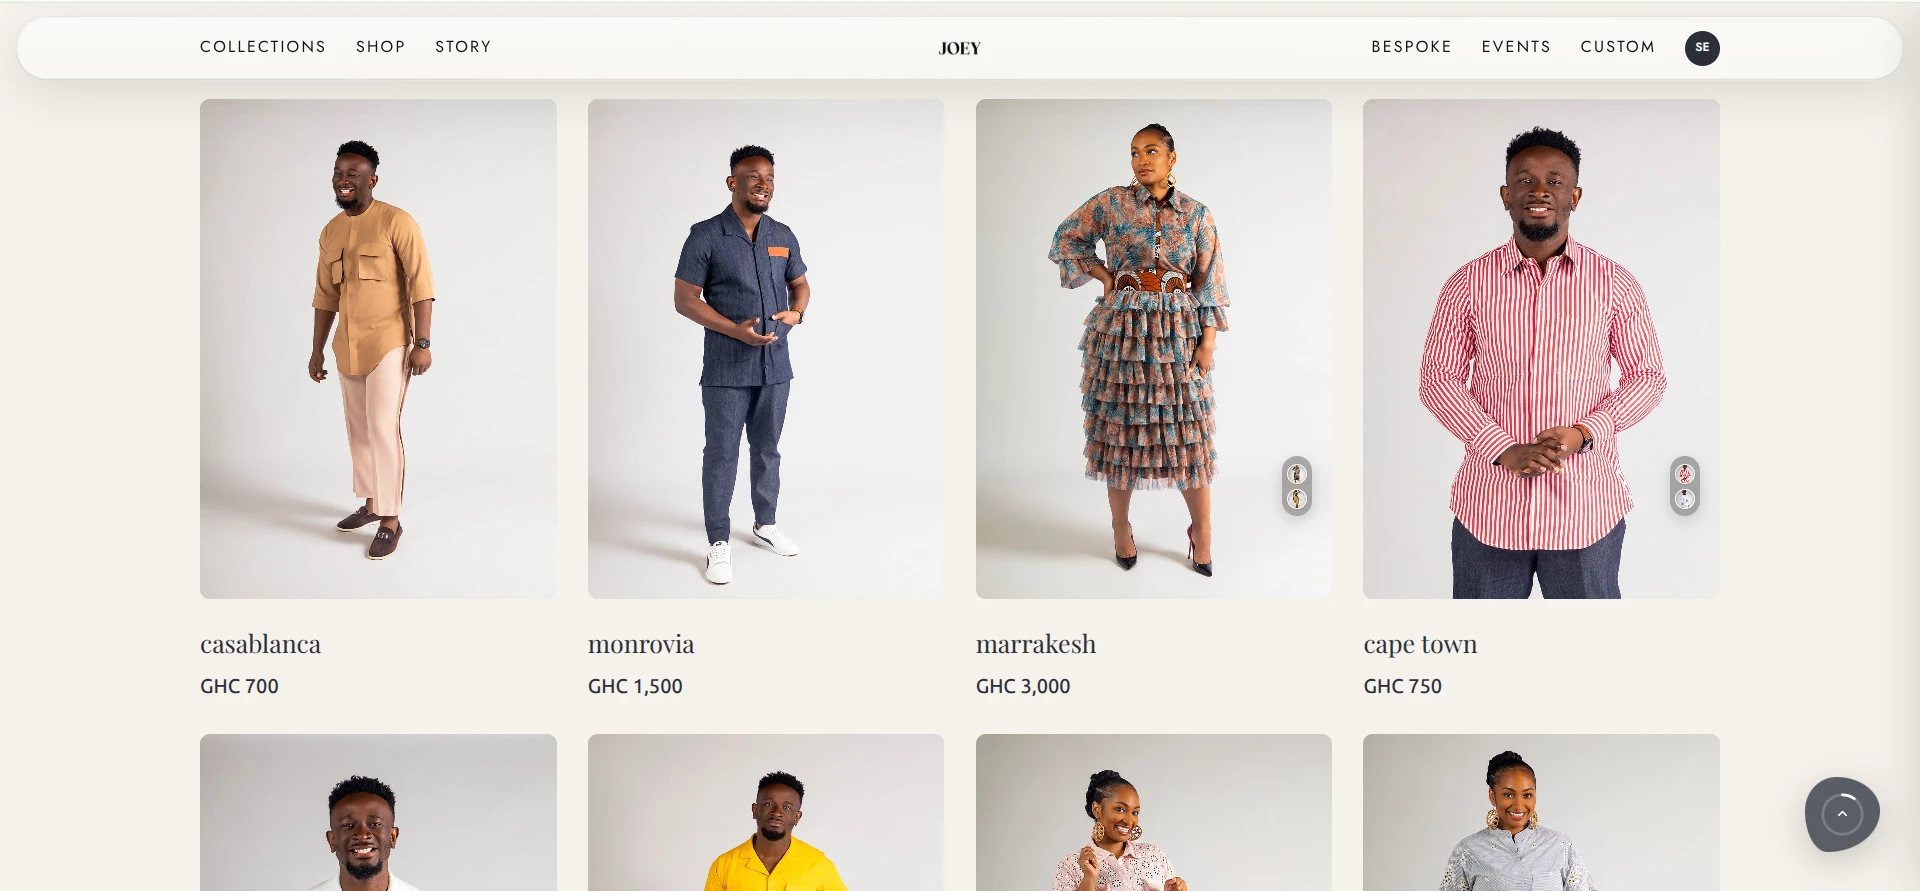 COLLECTIONS SHOP STORY JOEY BESPOKE EVENTS CUSTOM SE
casablanca
GHC 700
monrovia
GHC 1,500
marrakesh
GHC 3,000
cape town
GHC 750